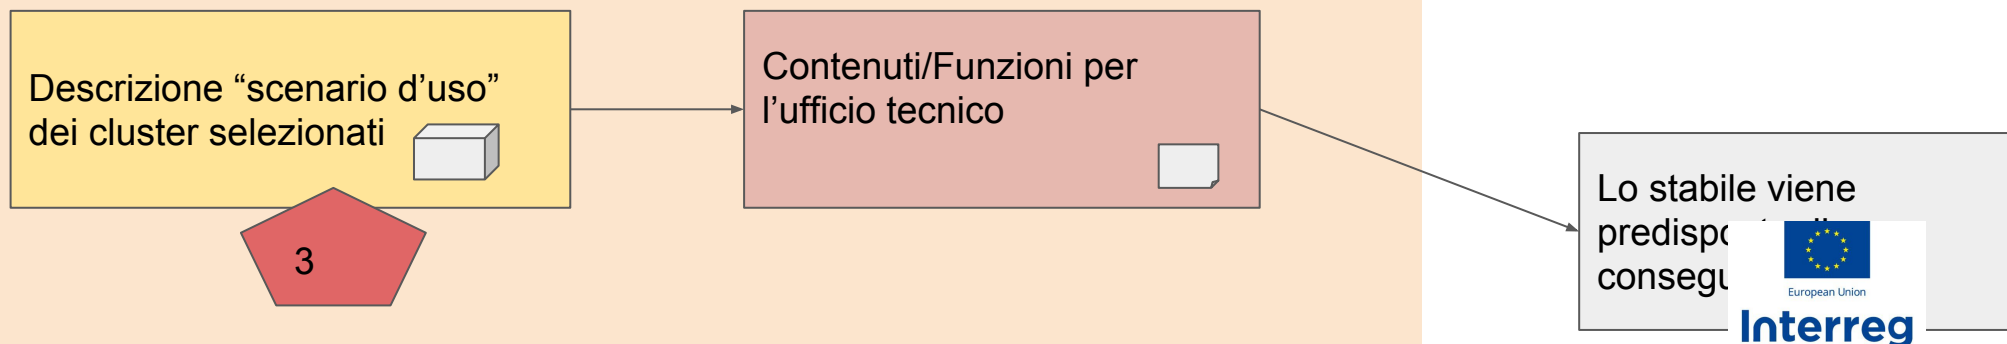 Descrizione “scenario d’uso”
dei cluster selezionati
3
Contenuti/Funzioni per
l’ufficio tecnico
Lo stabile viene
European Union
Interreg